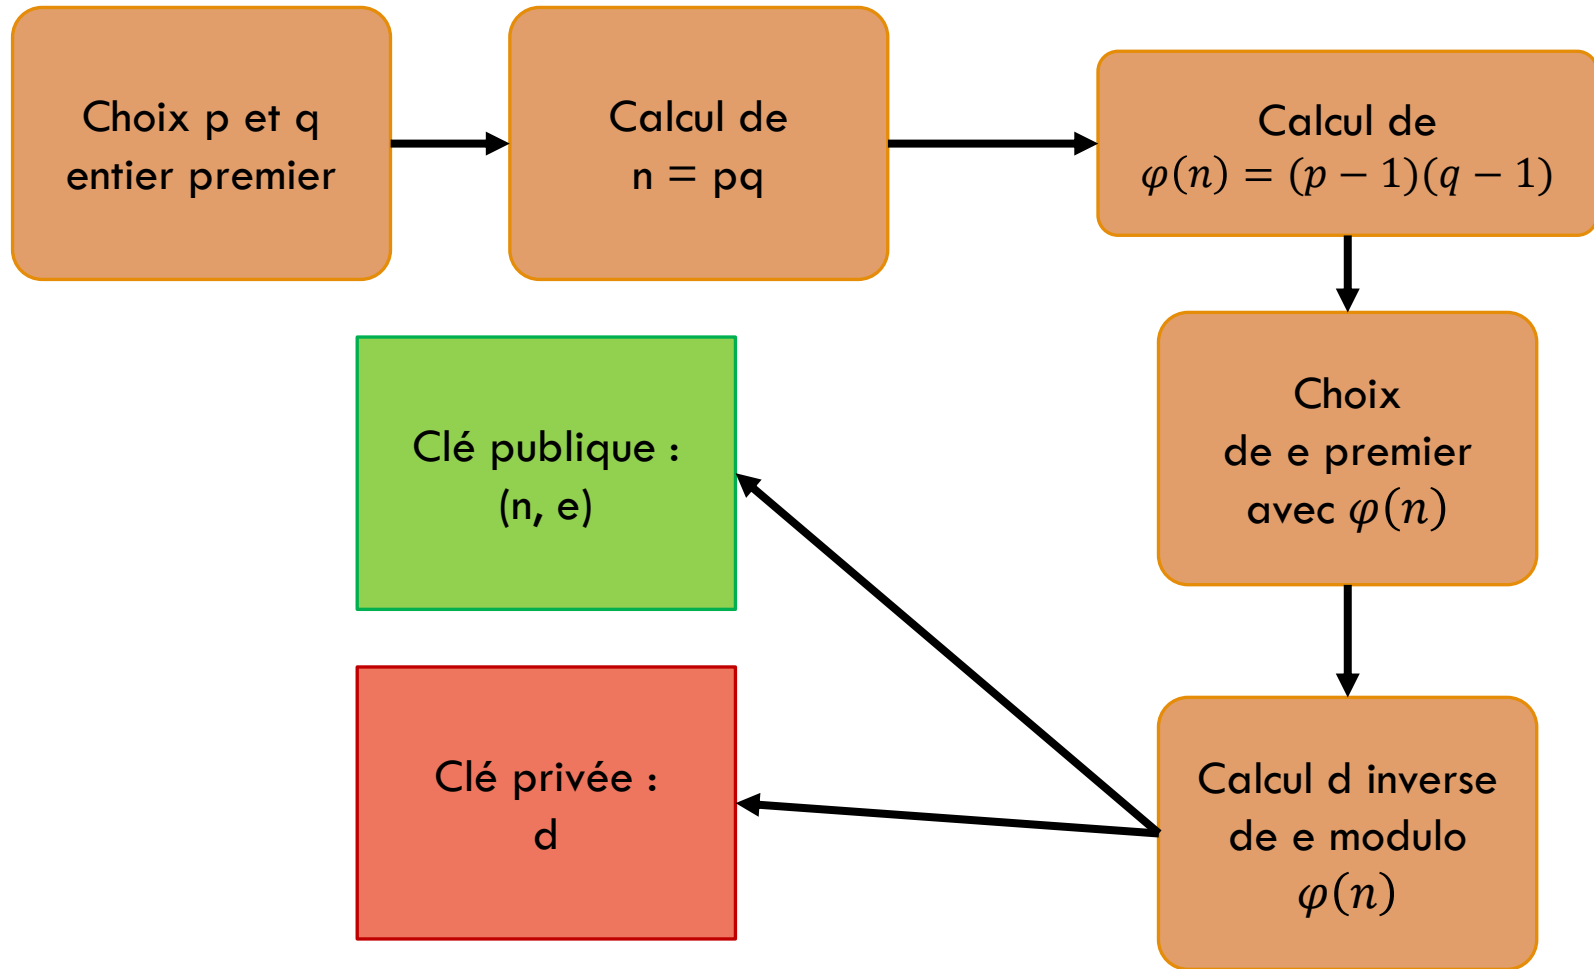 Choix p et q
entier premier
Calcul de
n = pq
Calcul de
φ(n) = (p − 1)(q − 1)
Choix
de e premier
avec φ(n)
Calcul d inverse
de e modulo
φ(n)
Clé publique :
(n, e)
Clé privée :
d